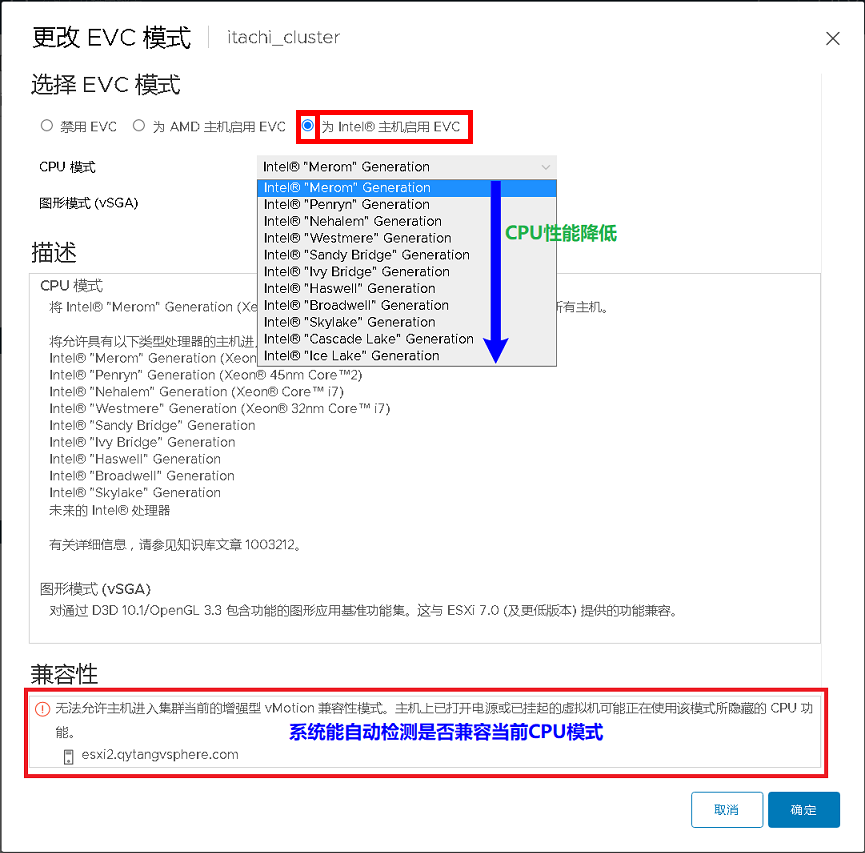 更改 EVC 模式 itachi_cluster
选择 EVC 模式
禁用 EVC 为 AMD 主机启用 EVC 为 Intel® 主机启用 EVC
CPU 模式 Intel® "Merom" Generation
Intel® "Merom" Generation
图形模式 (vSGA) Intel® "Penryn" Generation
Intel® "Nehalem" Generation
CPU性能降低
Intel® "Westmere" Generation
描述 Intel® "Sandy Bridge" Generation
Intel® "Ivy Bridge" Generation
CPU 模式 Intel® "Haswell" Generation
将 Intel® "Merom" Generation (Xe 所有主机。
Intel® "Broadwell" Generation
Intel® "Skylake" Generation
将允许具有以下类型处理器的主机进 Intel® "Cascade Lake" Generation
Intel® "Merom" Generation (Xeon Intel® "Ice Lake" Generation
Intel® "Penryn" Generation (Xeon® 45nm Core™2)
Intel® "Nehalem" Generation (Xeon® Core™ i7)
Intel® "Westmere" Generation (Xeon® 32nm Core™ i7)
Intel® "Sandy Bridge" Generation
Intel® "Ivy Bridge" Generation
Intel® "Haswell" Generation
Intel® "Broadwell" Generation
Intel® "Skylake" Generation
未来的 Intel® 处理器
有关详细信息，请参见知识库文章 1003212。
图形模式 (vSGA)
对通过 D3D 10.1/OpenGL 3.3 包含功能的图形应用基准功能集。这与 ESXi 7.0 (及更低版本) 提供的功能兼容。
兼容性
无法允许主机进入集群当前的增强型 vMotion 兼容性模式。主机上已打开电源或已挂起的虚拟机可能正在使用该模式所隐藏的 CPU 功
能。
系统能自动检测是否兼容当前CPU模式
esxi2.qytangvsphere.com
取消 确定